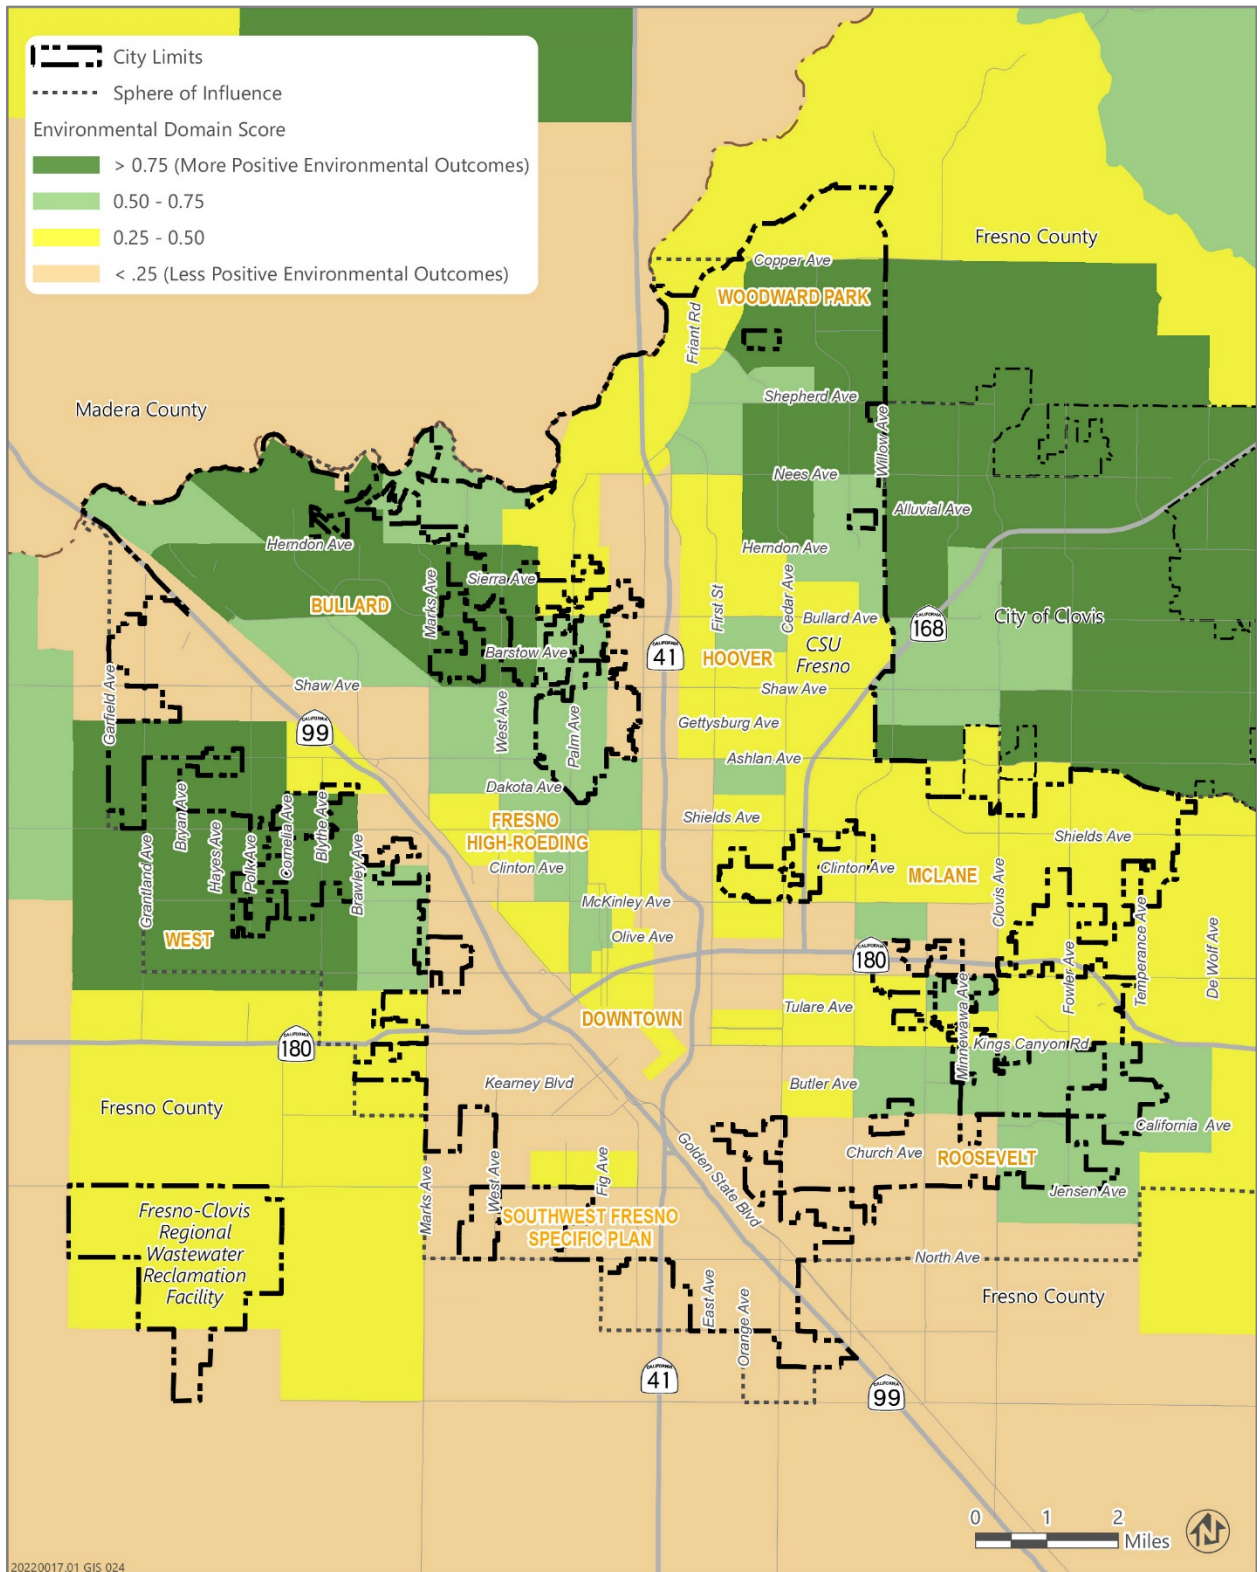 City Limits
Sphere of Influence
Environmental Domain Score
> 0.75 (More Positive Environmental Outcomes)
0.50 - 0.75
0.25 - 0.50
< .25 (Less Positive Environmental Outcomes)
Fresno County
Copper Ave
WOODWARD PARK
Friant Rd
Madera County
Shepherd Ave
Willow Ave
Nees Ave
Alluvial Ave
Herndon Ave
Herndon Ave
Sierra Ave
BULLARD
Marks Ave
First St
Cedar Ave
Bullard Ave
CALIFORNIA
168
City of Clovis
Barstow Ave
CALIFORNIA
41
HOOVER
CSU
Fresno
Garfield Ave
Shaw Ave
Shaw Ave
CALIFORNIA
99
West Ave
Palm Ave
Gettysburg Ave
Ashlan Ave
Dakota Ave
Bryan Ave
Cornelia Ave
Blythe Ave
FRESNO
HIGH-ROEDING
Shields Ave
Shields Ave
Grantland Ave
Hayes Ave
Polk Ave
Brawley Ave
Clinton Ave
Clinton Ave
MCLANE
Clovis Ave
McKinley Ave
WEST
Olive Ave
CALIFORNIA
180
Fowler Ave
Temperance Ave
De Wolf Ave
DOWNTOWN
Tulare Ave
Minnewawa Ave
CALIFORNIA
180
Kings Canyon Rd
Kearney Blvd
Butler Ave
Fresno County
California Ave
Golden State Blvd
Church Ave
ROOSEVELT
Marks Ave
West Ave
Fig Ave
Jensen Ave
Fresno-Clovis
Regional
Wastewater
Reclamation
Facility
SOUTHWEST FRESNO
SPECIFIC PLAN
North Ave
East Ave
Orange Ave
Fresno County
CALIFORNIA
41
CALIFORNIA
99
0 1 2
Miles
N
20220017.01 GIS 024